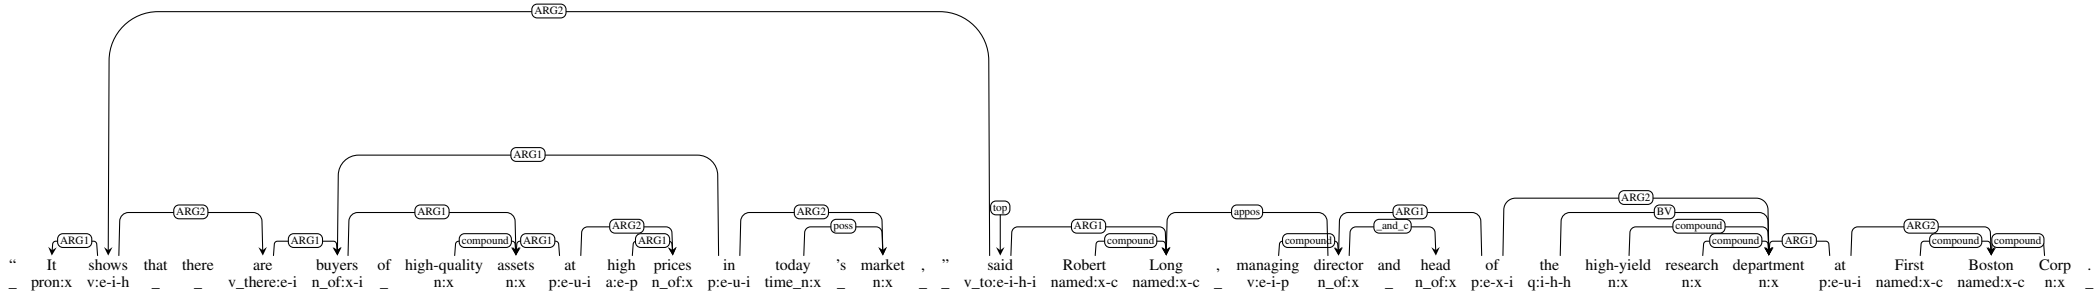 ARG2
ARG1
top
ARG2 ARG1 ARG2 ARG2 ARG1 appos ARG1 ARG2 BV ARG2
poss compound _and_c compound
ARG1 ARG1 compound ARG1 ARG1 compound compound compound ARG1 compound compound
“ It shows that there are buyers of high-quality assets at high prices in today 's market , ” said Robert Long , managing director and head of the high-yield research department at First Boston Corp .
_ pron:x v:e-i-h _ _ v_there:e-i n_of:x-i _ n:x n:x p:e-u-i a:e-p n_of:x p:e-u-i time_n:x _ n:x _ _ v_to:e-i-h-i named:x-c named:x-c _ v:e-i-p n_of:x _ n_of:x p:e-x-i q:i-h-h n:x n:x n:x p:e-u-i named:x-c named:x-c n:x _